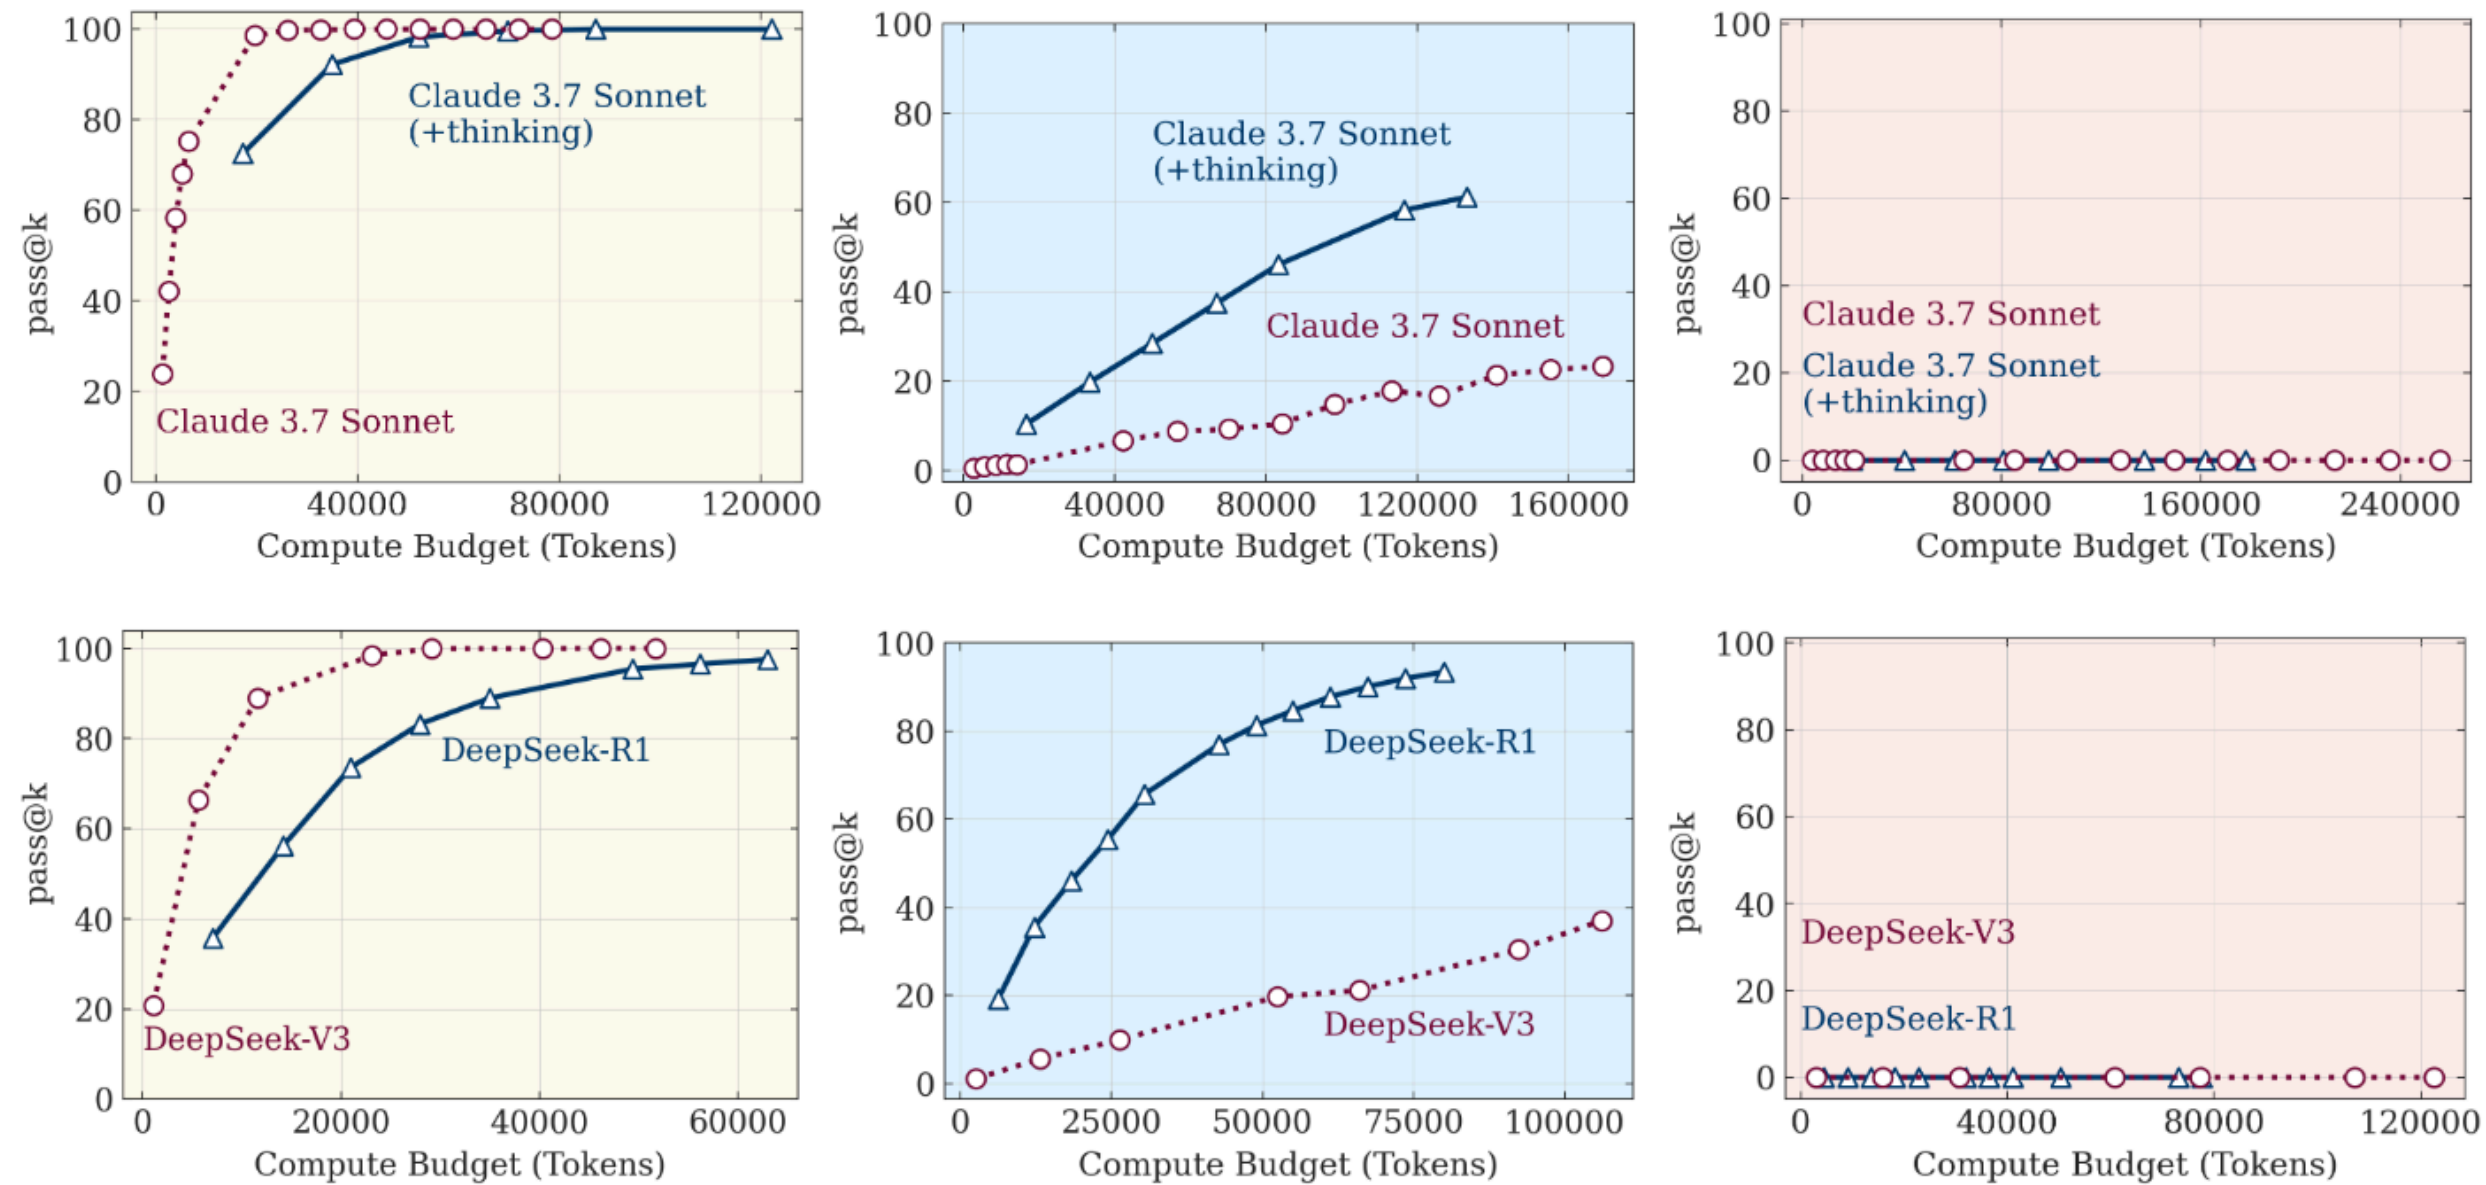 100
80
60
40
20
0
pass@k
Claude 3.7 Sonnet
(+thinking)
Claude 3.7 Sonnet
0
40000
80000
120000
Compute Budget (Tokens)
100
80
60
40
20
0
pass@k
Claude 3.7 Sonnet
(+thinking)
Claude 3.7 Sonnet
0
40000
80000
120000
160000
Compute Budget (Tokens)
100
80
60
40
20
0
pass@k
Claude 3.7 Sonnet
Claude 3.7 Sonnet
(+thinking)
0
80000
160000
240000
Compute Budget (Tokens)
100
80
60
40
20
0
pass@k
DeepSeek-R1
DeepSeek-V3
0
20000
40000
60000
Compute Budget (Tokens)
100
80
60
40
20
0
pass@k
DeepSeek-R1
DeepSeek-V3
0
25000
50000
75000
100000
Compute Budget (Tokens)
100
80
60
40
20
0
pass@k
DeepSeek-V3
DeepSeek-R1
0
40000
80000
120000
Compute Budget (Tokens)